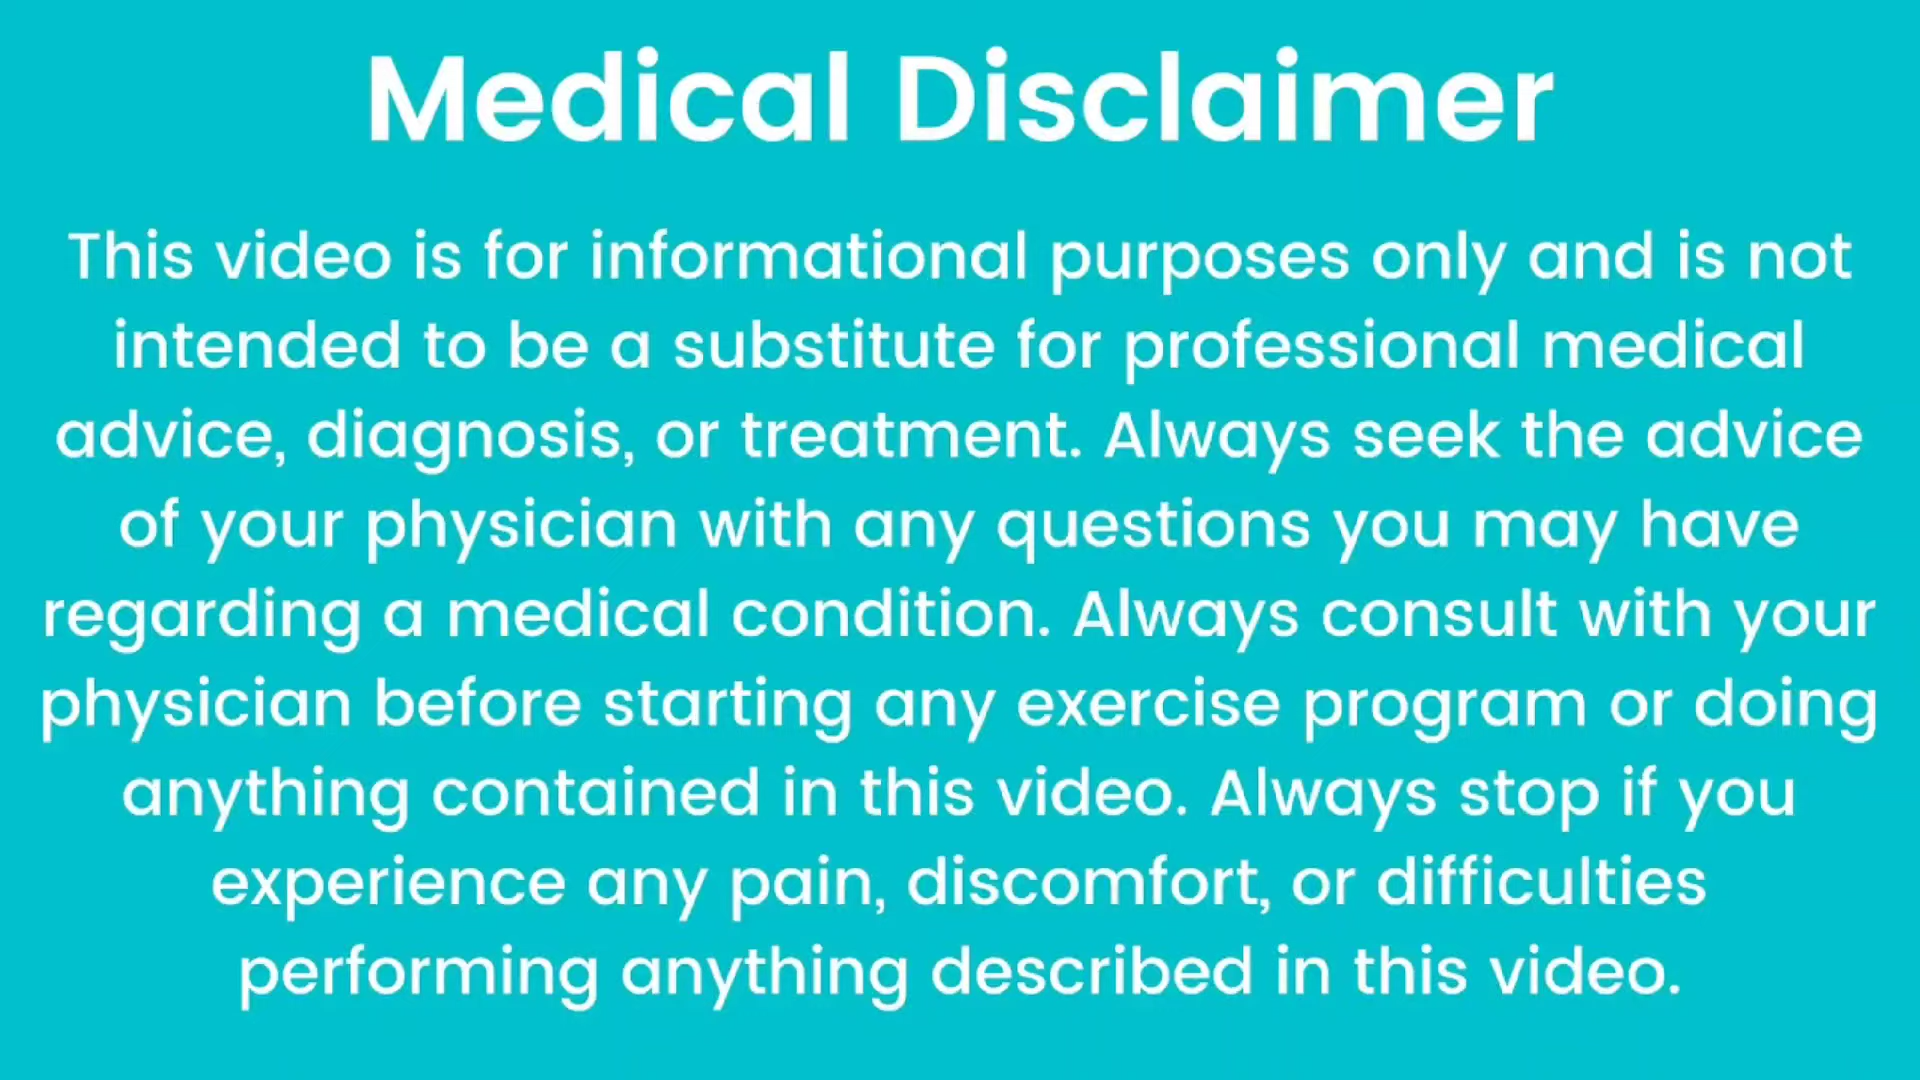 Medical Disclaimer
This video is for informational purposes only and is not
intended to be a substitute for professional medical
advice, diagnosis, or treatment. Always seek the advice
of your physician with any questions you may have
regarding a medical condition. Always consult with your
physician before starting any exercise program or doing
anything contained in this video. Always stop if you
experience any pain, discomfort, or difficulties
performing anything described in this video.